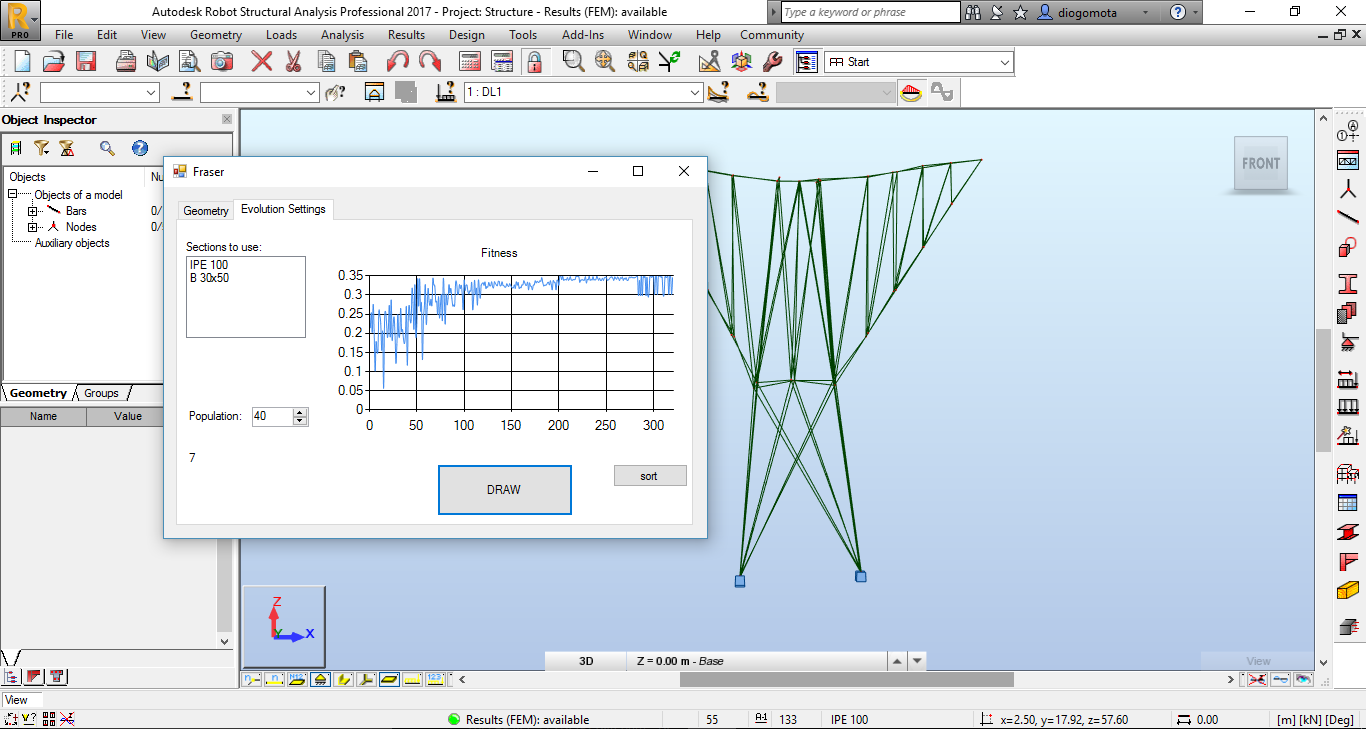 Autodesk Robot Structural Analysis Professional 2017 - Project: Structure - Results (FEM): available
Type a keyword or phrase
diogomota
PRO
File Edit View Geometry Loads Analysis Results Design Tools Add-Ins Window Help Community
Start
1 : DL1
Object Inspector
Objects
Objects of a model
Bars 0/
Nodes 0/
Auxiliary objects
Geometry Groups
Name Value
Fraser
Geometry Evolution Settings
Sections to use:
IPE 100
B 30x50
Fitness
0.35
0.3
0.25
0.2
0.15
0.1
0.05
0
0 50 100 150 200 250 300
Population: 40
7
DRAW
sort
FRONT
Z
Y
X
3D Z = 0.00 m - Base
View
View
Results (FEM): available 55 133 IPE 100 x=2.50, y=17.92, z=57.60 0.00 [m] [kN] [Deg]